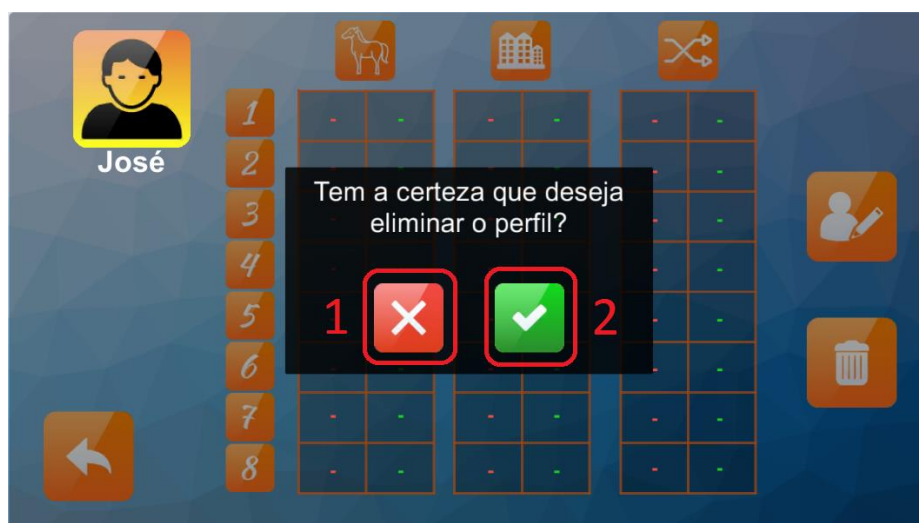 José
1
2
3
4
5
6
7
8
- - - - - -
- -
- -
- -
- -
- -
- - - - - -
- - - - - -
Tem a certeza que deseja
eliminar o perfil?
1 2